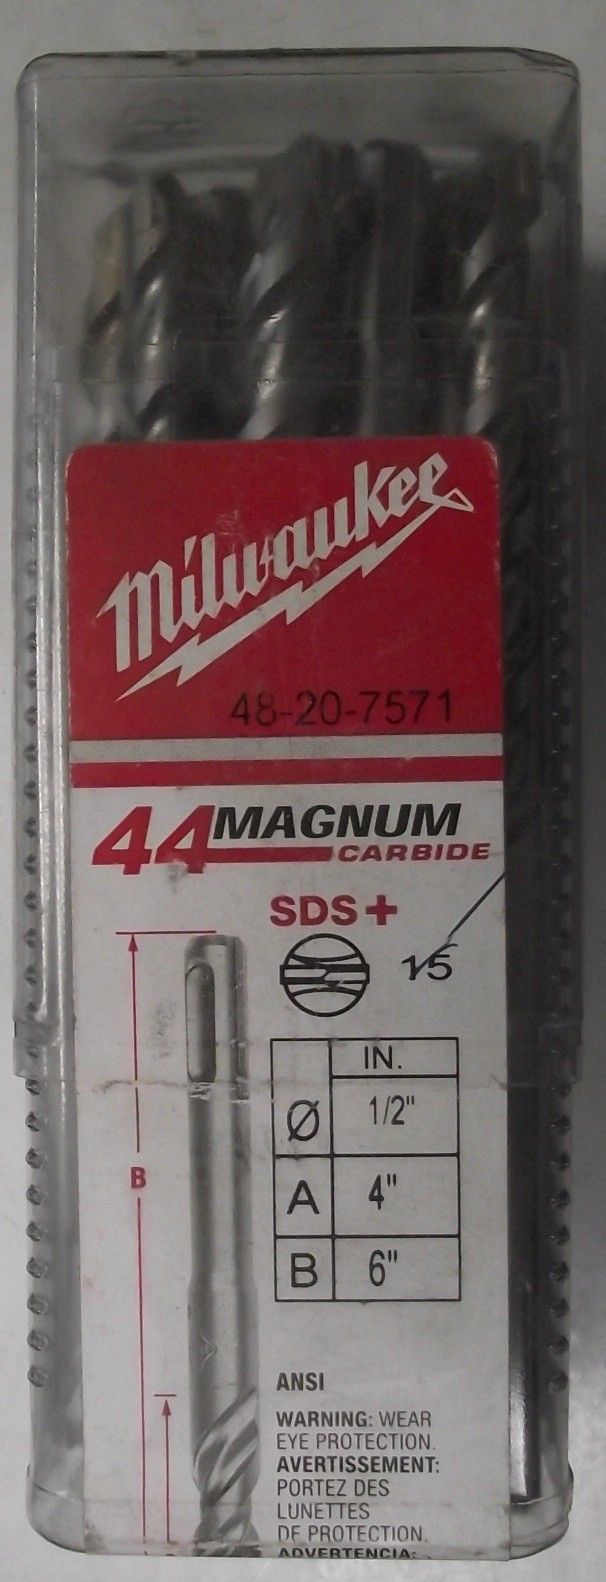 Milwaukee
48-20-7571
44 MAGNUM
CARBIDE
SDS+
15
IN.
Ø 1/2"
A 4"
B 6"
B
ANSI
WARNING: WEAR
EYE PROTECTION.
AVERTISSEMENT:
PORTEZ DES
LUNETTES
DE PROTECTION.
ADVERTENCIA: